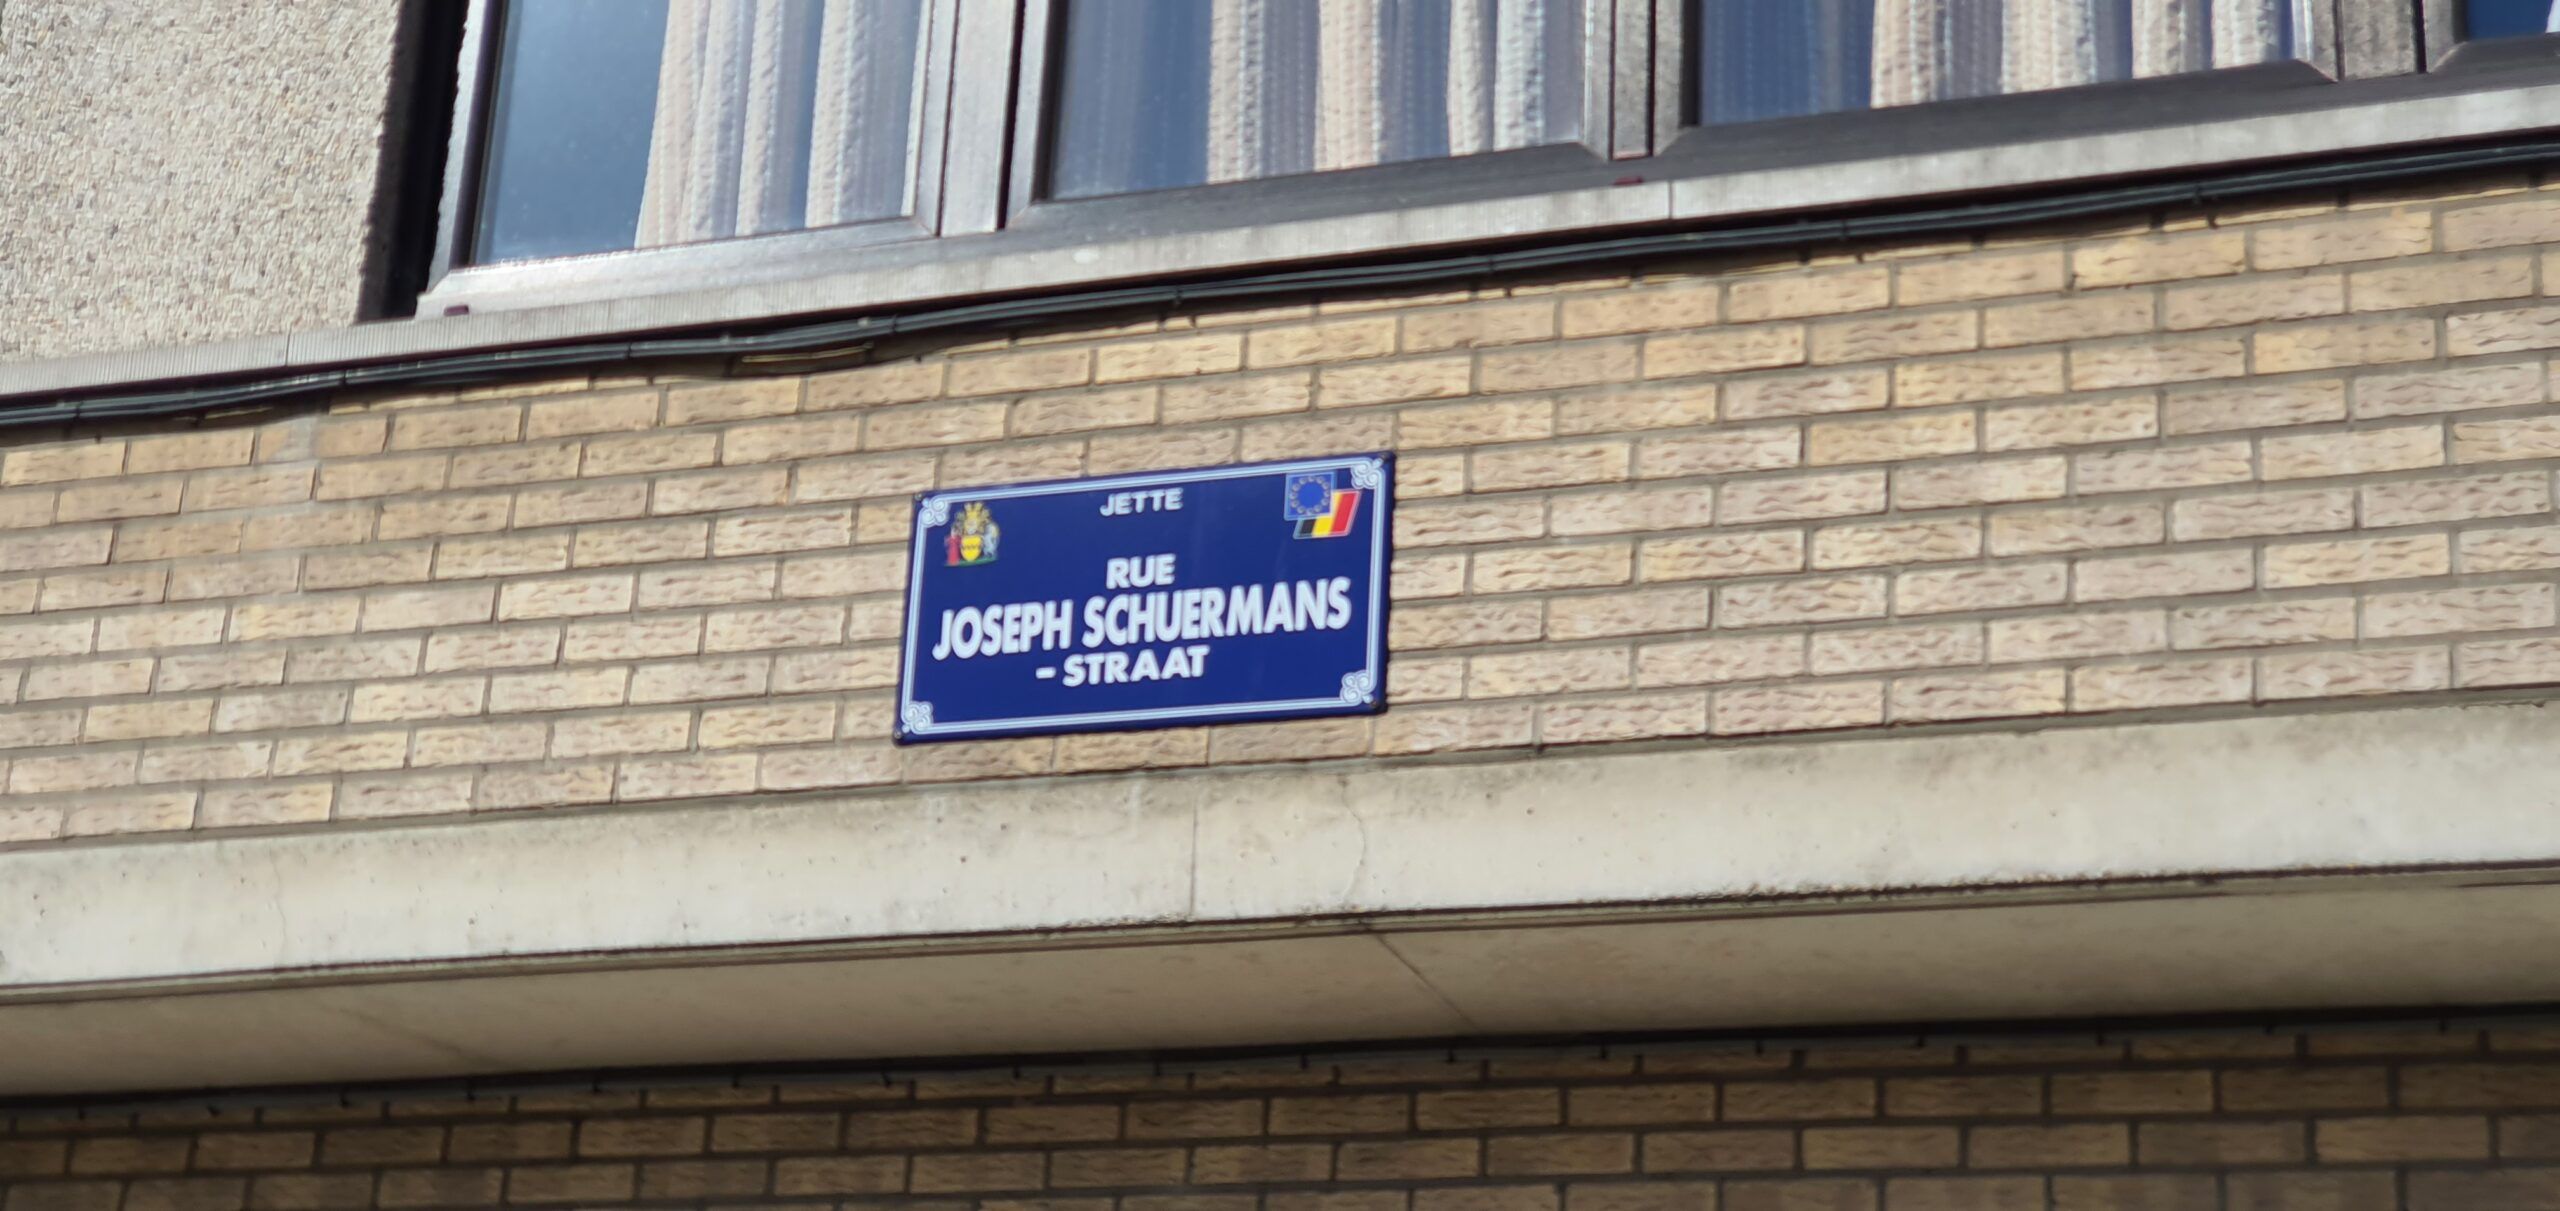 JETTE
RUE
JOSEPH SCHUERMANS
- STRAAT